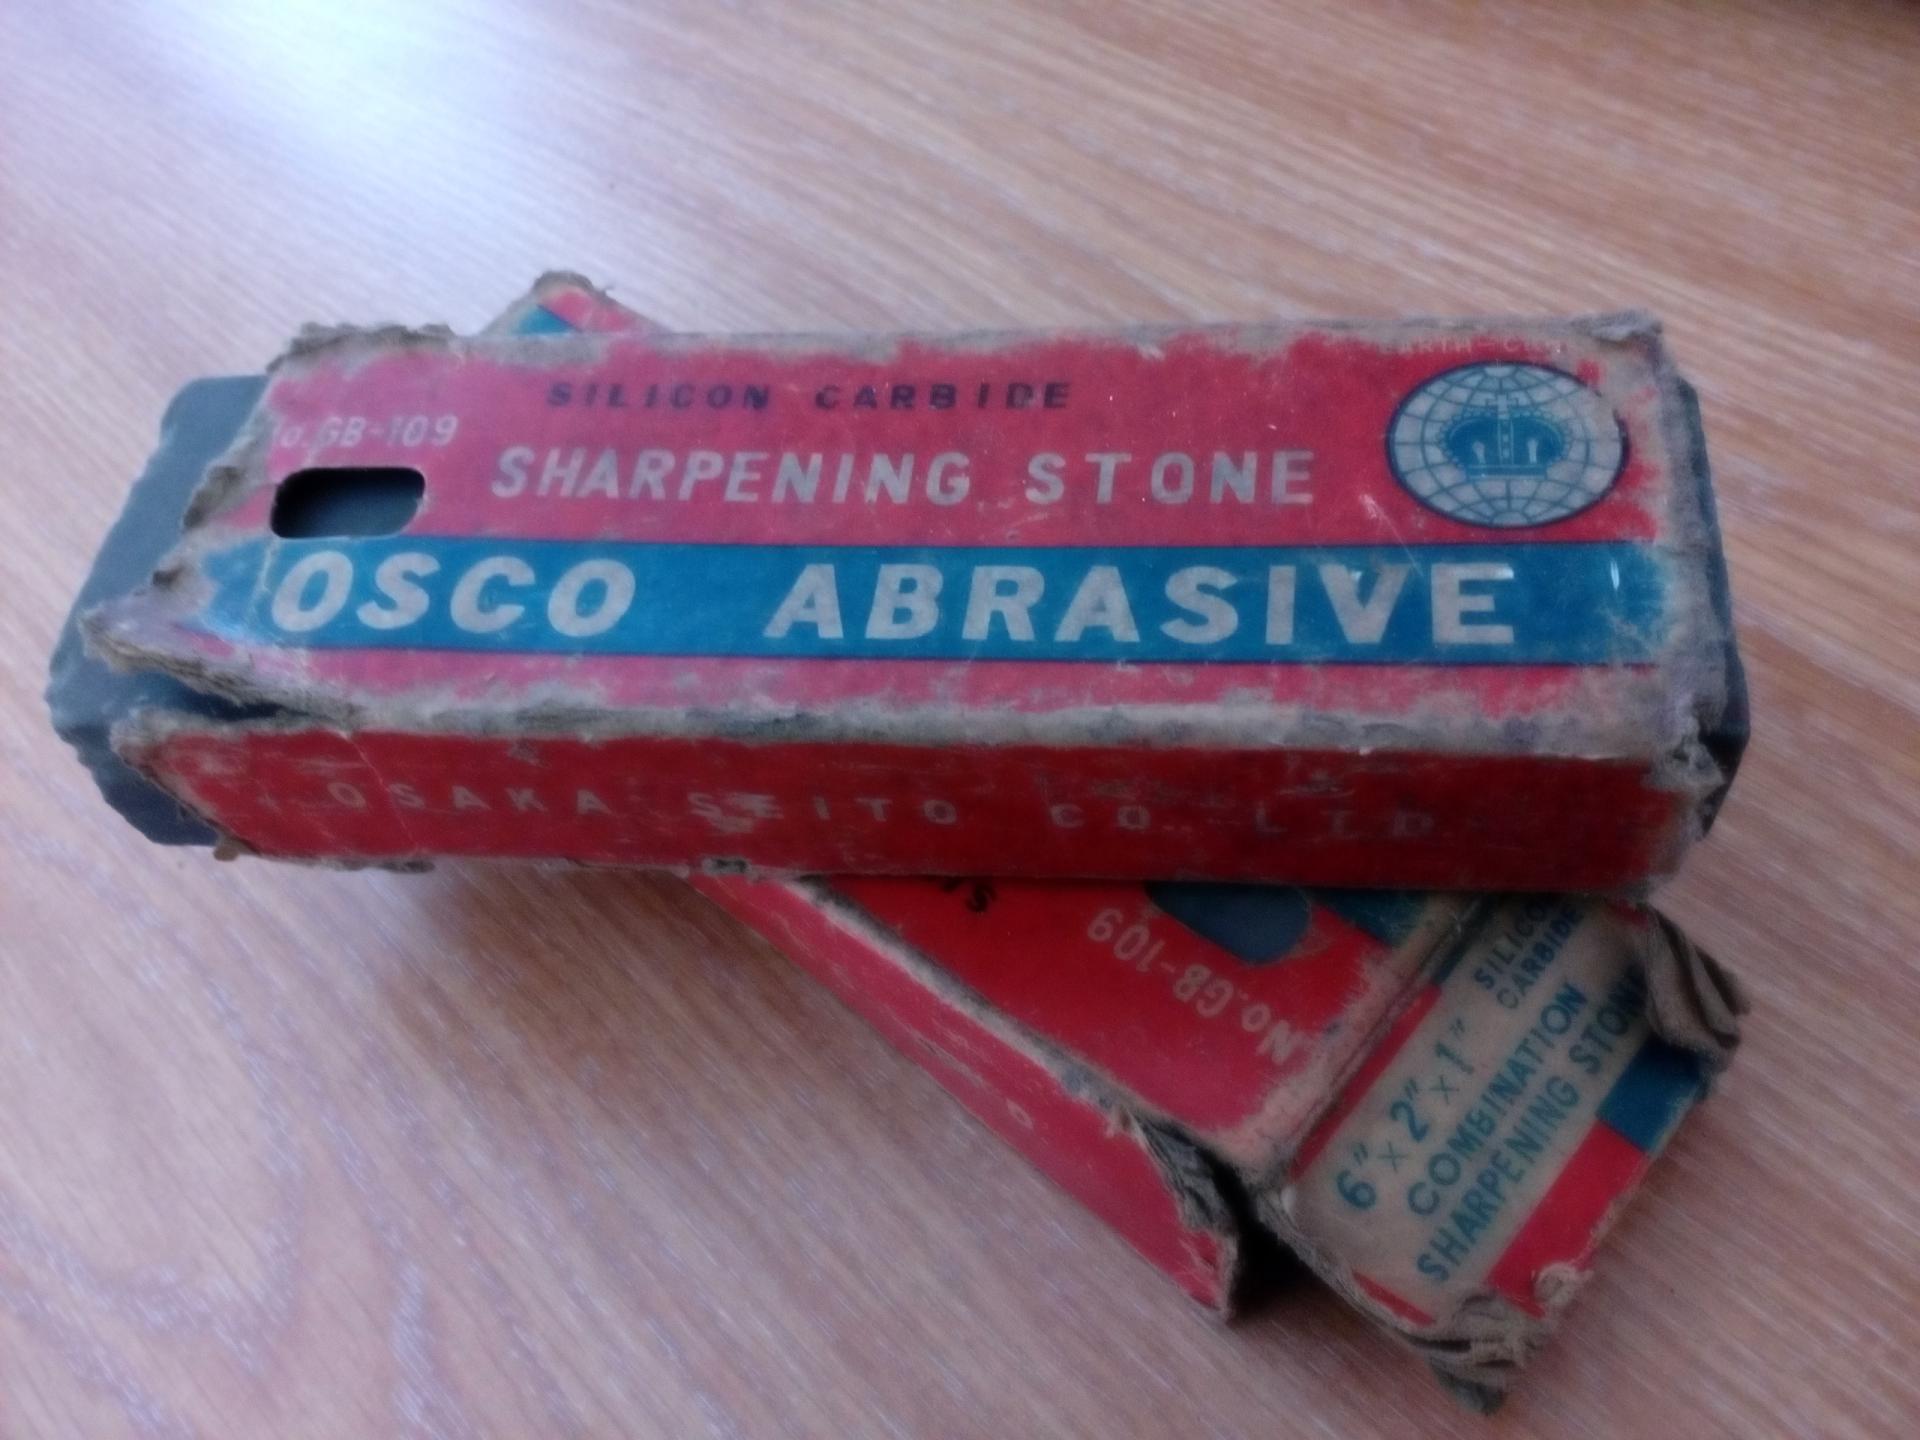 SILICON CARBIDE
No. GB-109
SHARPENING STONE
OSCO ABRASIVE
OSAKA SEITO CO. LTD.
No. GB-109
6" × 2" × 1"
SILICON
CARBIDE
COMBINATION
SHARPENING STONE